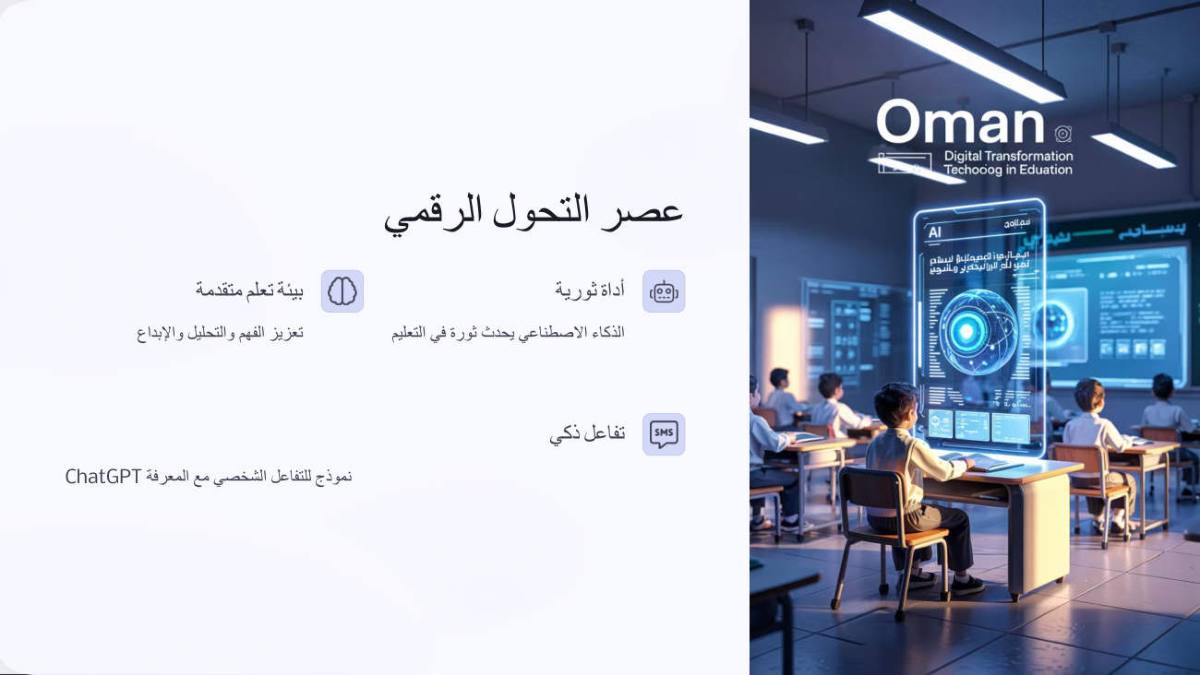 عصر التحول الرقمي
أداة ثورية
الذكاء الاصطناعي يحدث ثورة في التعليم
بيئة تعلم متقدمة
تعزيز الفهم والتحليل والإبداع
SMS
تفاعل ذكي
نموذج للتفاعل الشخصي مع المعرفة ChatGPT
Oman
Digital Transformation
Techooog in Eduation
AI